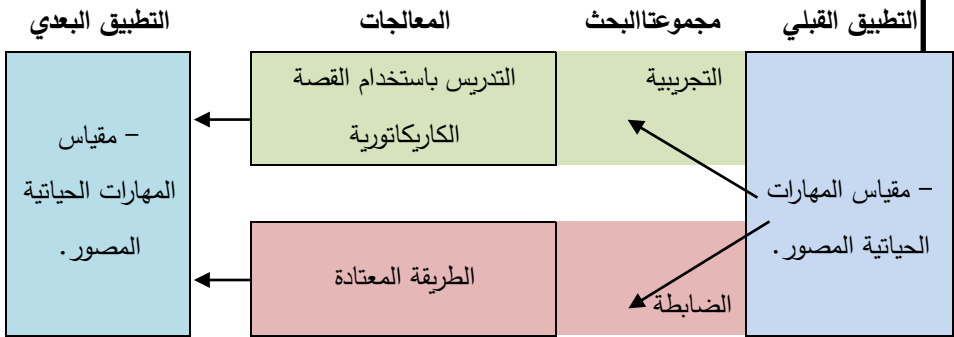 التطبيق القبلي
مجموعتاالبحث
المعالجات
التطبيق البعدي
– مقياس المهارات
الحياتية المصور.
التجريبية
التدريس باستخدام القصة
الكاريكاتورية
الضابطة
الطريقة المعتادة
– مقياس
المهارات الحياتية
المصور.